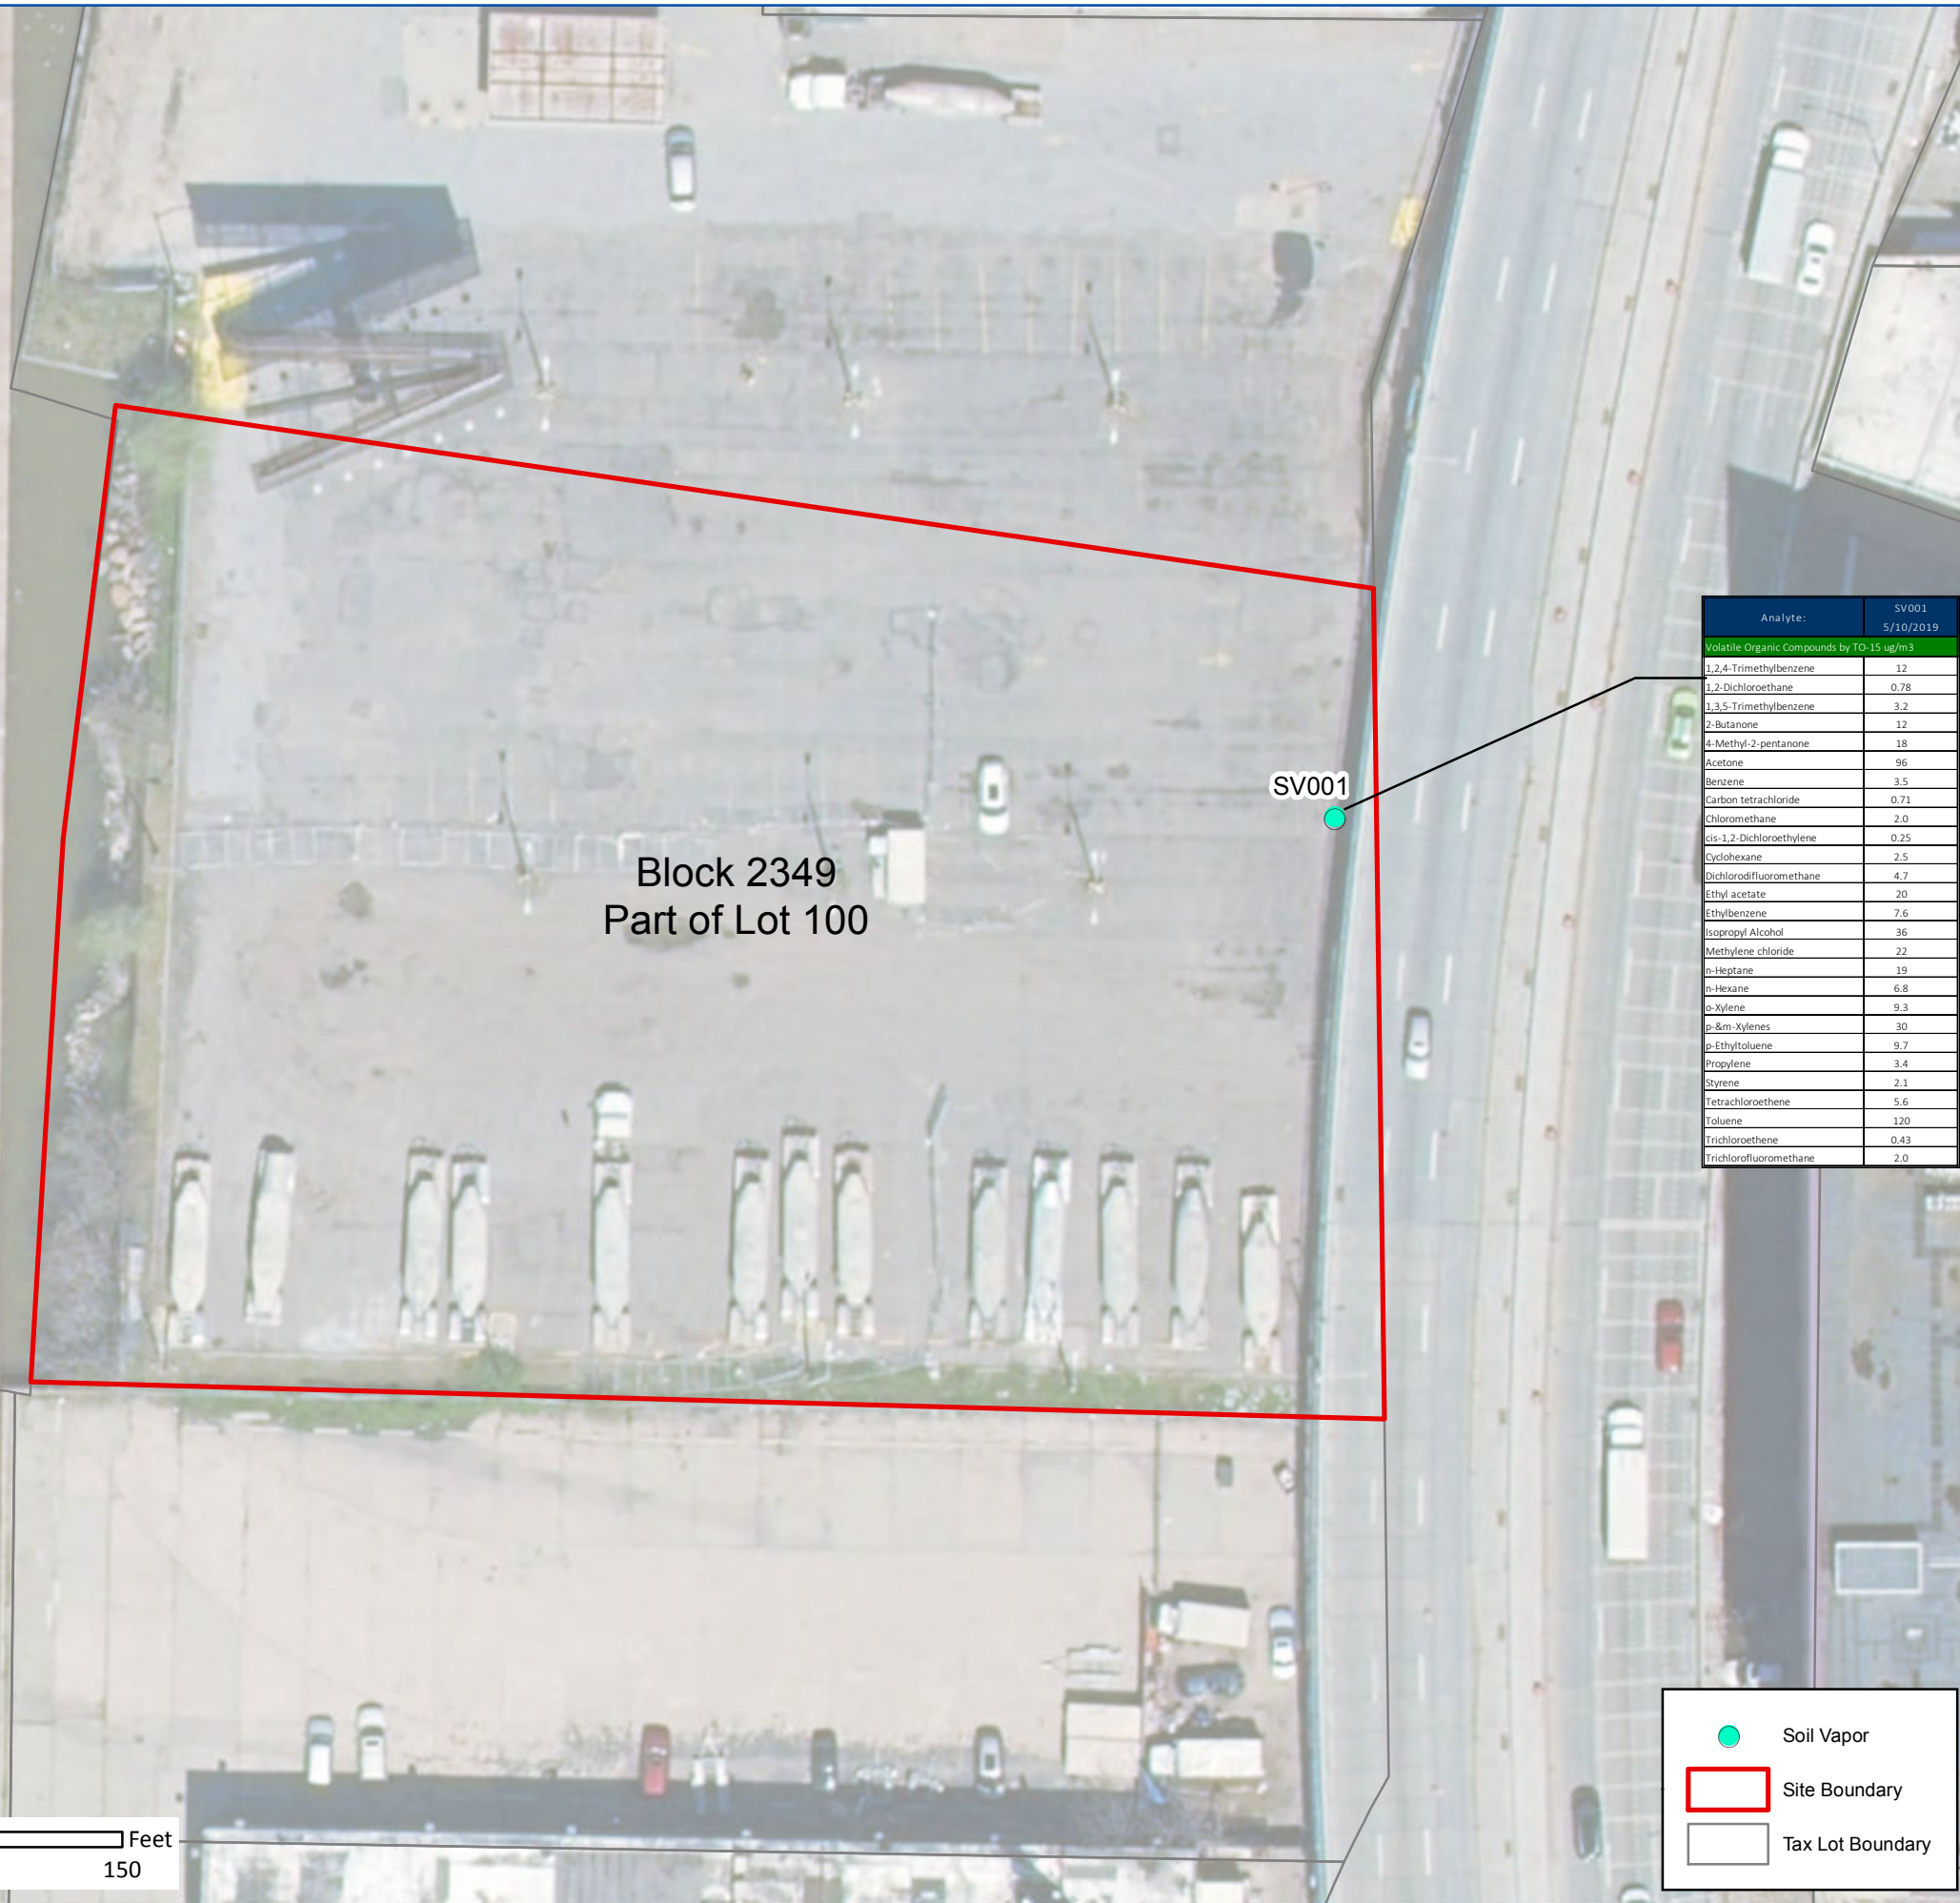 Analyte: SV001
5/10/2019
Volatile Organic Compounds by TO-15 ug/m3
1,2,4-Trimethylbenzene 12
1,2-Dichloroethane 0.78
1,3,5-Trimethylbenzene 3.2
2-Butanone 12
4-Methyl-2-pentanone 18
Acetone 96
Benzene 3.5
Carbon tetrachloride 0.71
Chloromethane 2.0
cis-1,2-Dichloroethylene 0.25
Cyclohexane 2.5
Dichlorodifluoromethane 4.7
Ethyl acetate 20
Ethylbenzene 7.6
Isopropyl Alcohol 36
Methylene chloride 22
n-Heptane 19
n-Hexane 6.8
o-Xylene 9.3
p-&m-Xylenes 30
p-Ethyltoluene 9.7
Propylene 3.4
Styrene 2.1
Tetrachloroethene 5.6
Toluene 120
Trichloroethene 0.43
Trichlorofluoromethane 2.0
SV001
Block 2349
Part of Lot 100
Soil Vapor
Site Boundary
Tax Lot Boundary
Feet
150